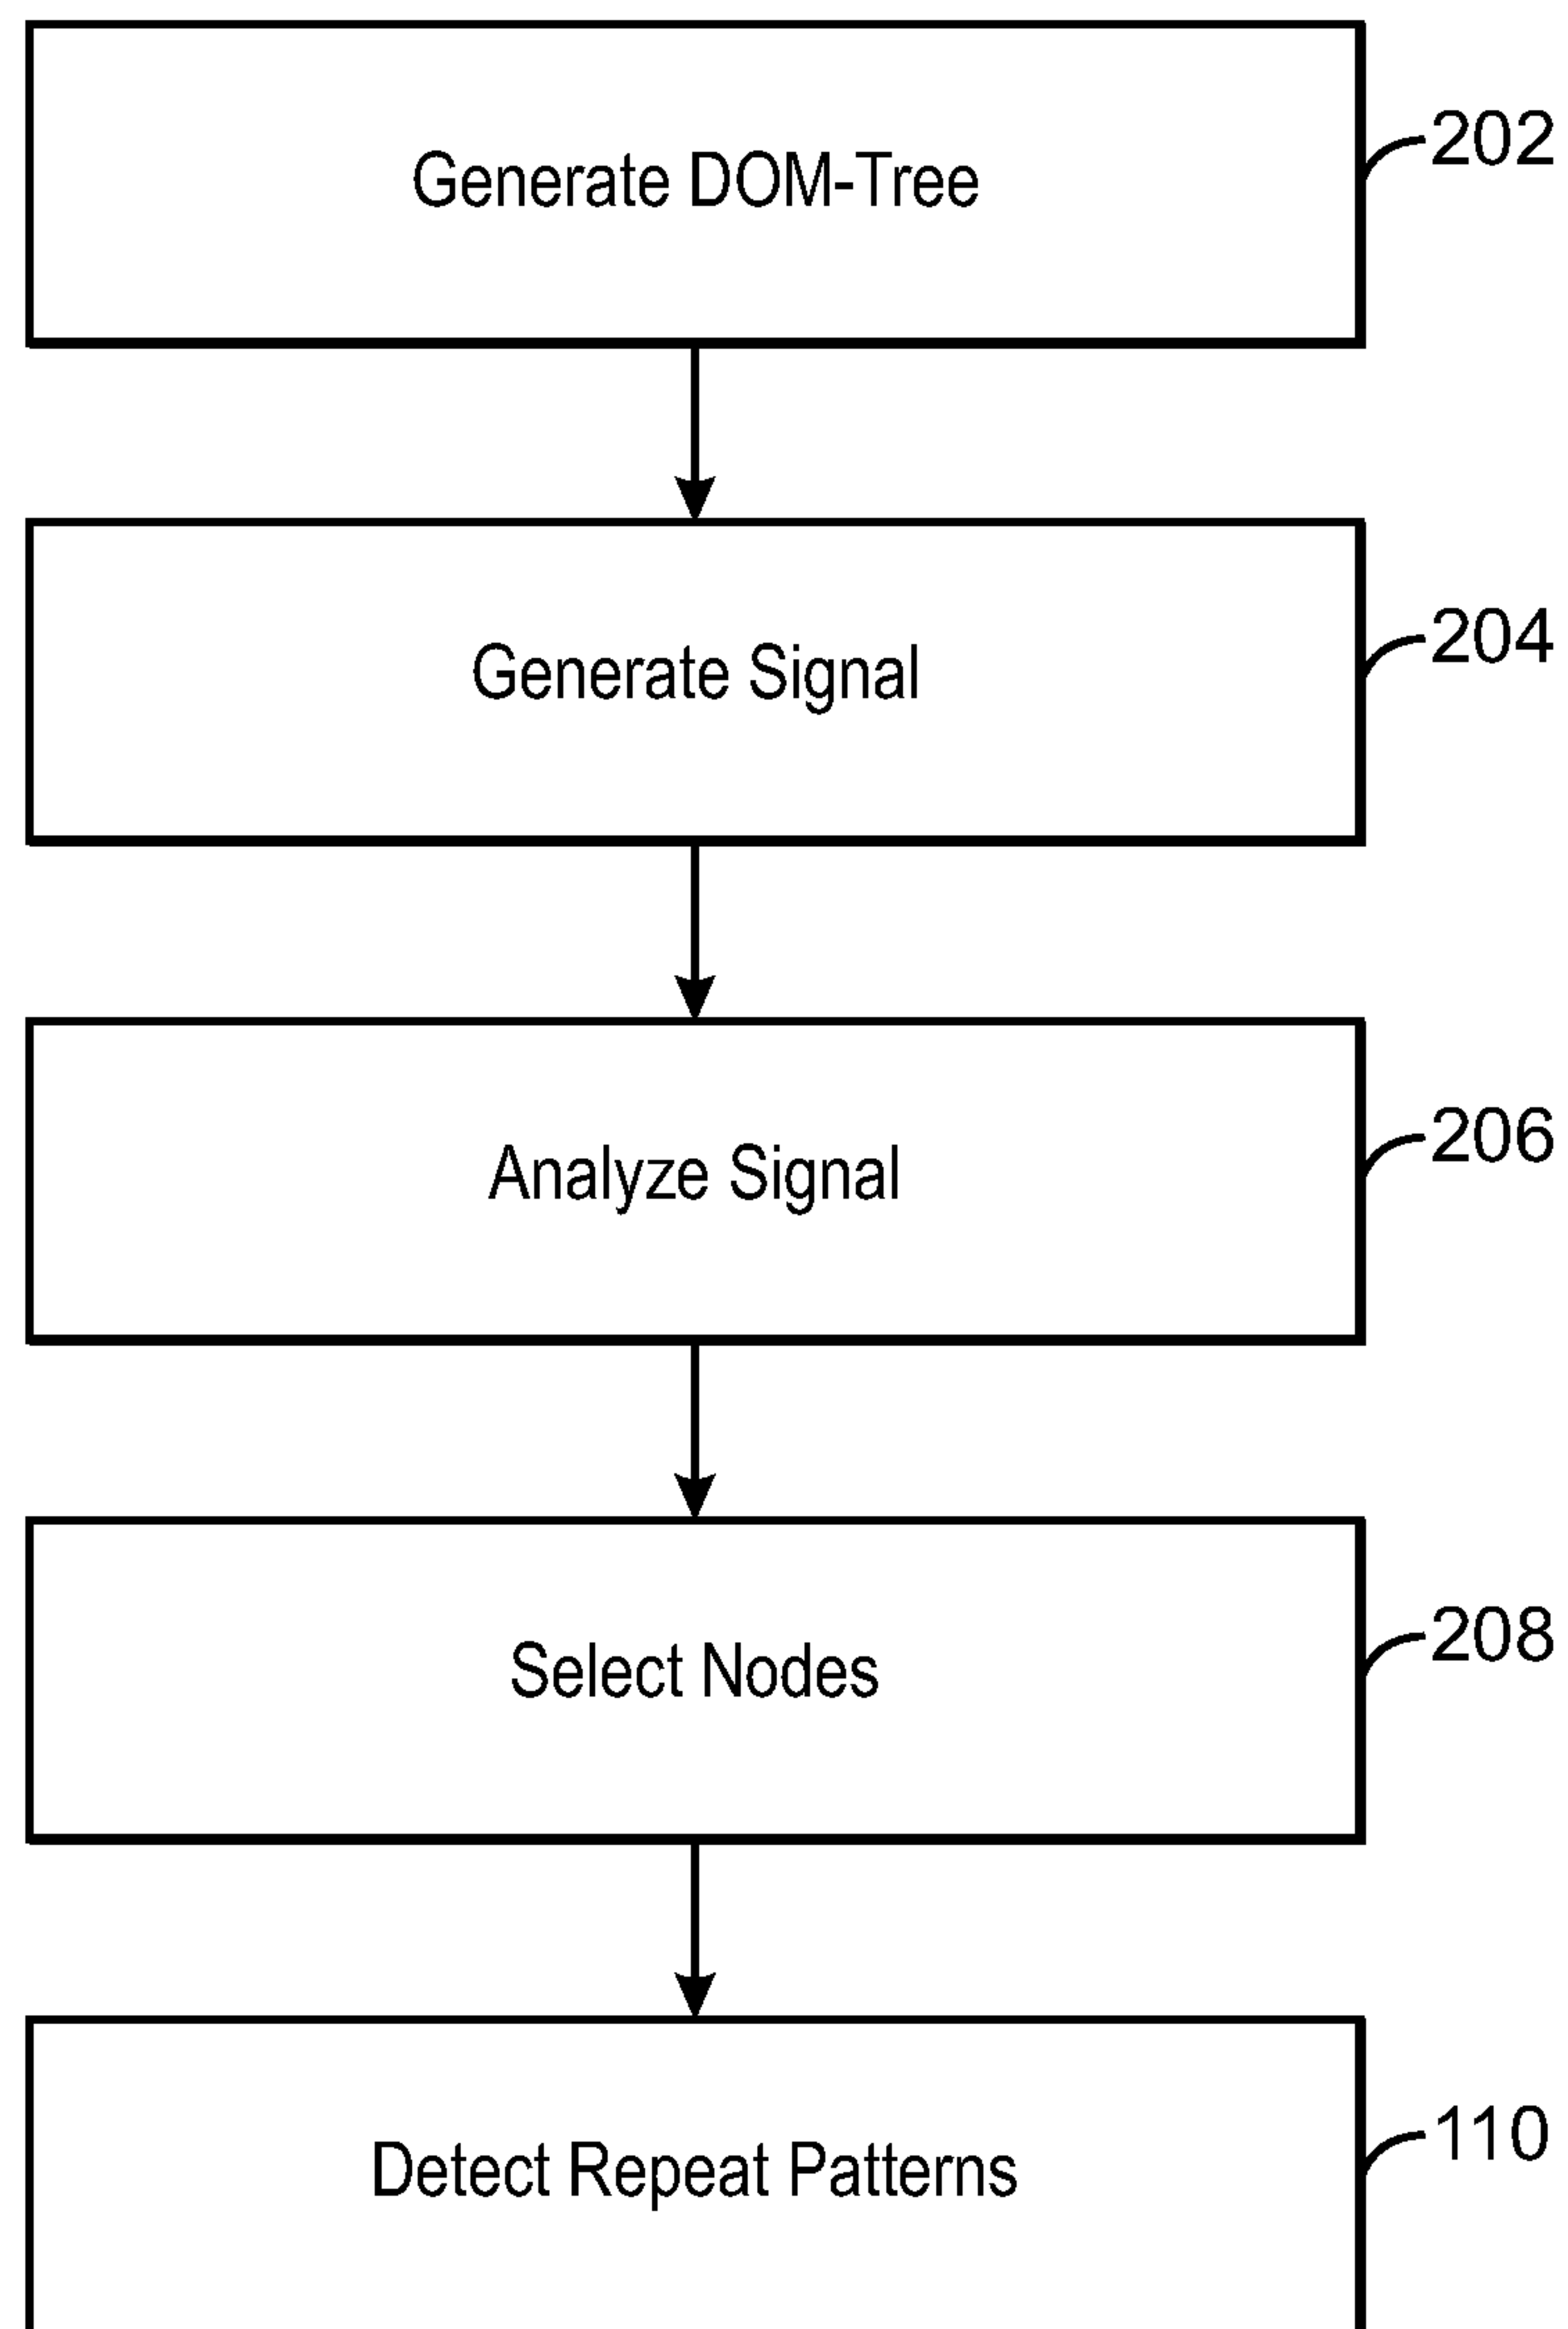 Generate DOM-Tree
202
Generate Signal
204
Analyze Signal
206
Select Nodes
208
Detect Repeat Patterns
110